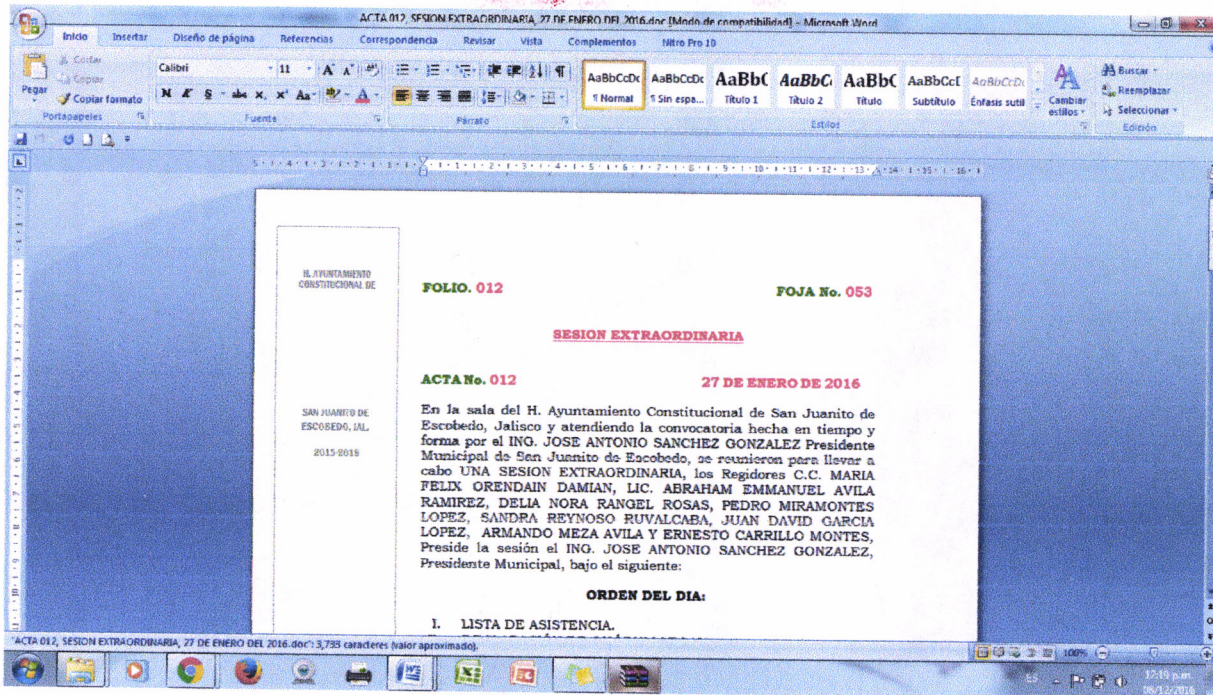 ACTA 012, SESION EXTRAORDINARIA, 27 DE ENERO DEL 2016.doc [Modo de compatibilidad] - Microsoft Word
Inicio Insertar Diseño de página Referencias Correspondencia Revisar Vista Complementos Nitro Pro 10
Cortar
Copiar
Pegar
Copiar formato
Portapapeles
Calibri 11
N K S abc x, x² Aa
Fuente
Párrafo
AaBbCcDc AaBbCcDc AaBbC AaBbC AaBbC AaBbCcI AaBbCcDc
¶ Normal ¶ Sin espa... Título 1 Título 2 Título Subtítulo Énfasis sutil
Estilos
Cambiar estilos
Buscar
Reemplazar
Seleccionar
Edición
H. AYUNTAMIENTO
CONSTITUCIONAL DE
SAN JUANITO DE
ESCOBEDO, JAL.
2015-2018
FOLIO. 012 FOJA No. 053
SESION EXTRAORDINARIA
ACTA No. 012 27 DE ENERO DE 2016
En la sala del H. Ayuntamiento Constitucional de San Juanito de
Escobedo, Jalisco y atendiendo la convocatoria hecha en tiempo y
forma por el ING. JOSE ANTONIO SANCHEZ GONZALEZ Presidente
Municipal de San Juanito de Escobedo, se reunieron para llevar a
cabo UNA SESION EXTRAORDINARIA, los Regidores C.C. MARIA
FELIX ORENDAIN DAMIAN, LIC. ABRAHAM EMMANUEL AVILA
RAMIREZ, DELIA NORA RANGEL ROSAS, PEDRO MIRAMONTES
LOPEZ, SANDRA REYNOSO RUVALCABA, JUAN DAVID GARCIA
LOPEZ, ARMANDO MEZA AVILA Y ERNESTO CARRILLO MONTES,
Preside la sesión el ING. JOSE ANTONIO SANCHEZ GONZALEZ,
Presidente Municipal, bajo el siguiente:
ORDEN DEL DIA:
I. LISTA DE ASISTENCIA.
"ACTA 012, SESION EXTRAORDINARIA, 27 DE ENERO DEL 2016.doc": 3,733 caracteres (valor aproximado).
100%
ES 12:19 p.m.
08/12/2016